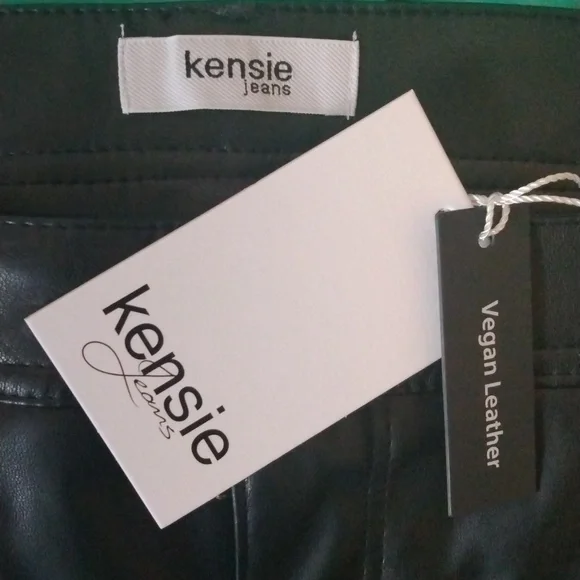 kensie
jeans
kensie
Jeans
Vegan Leather